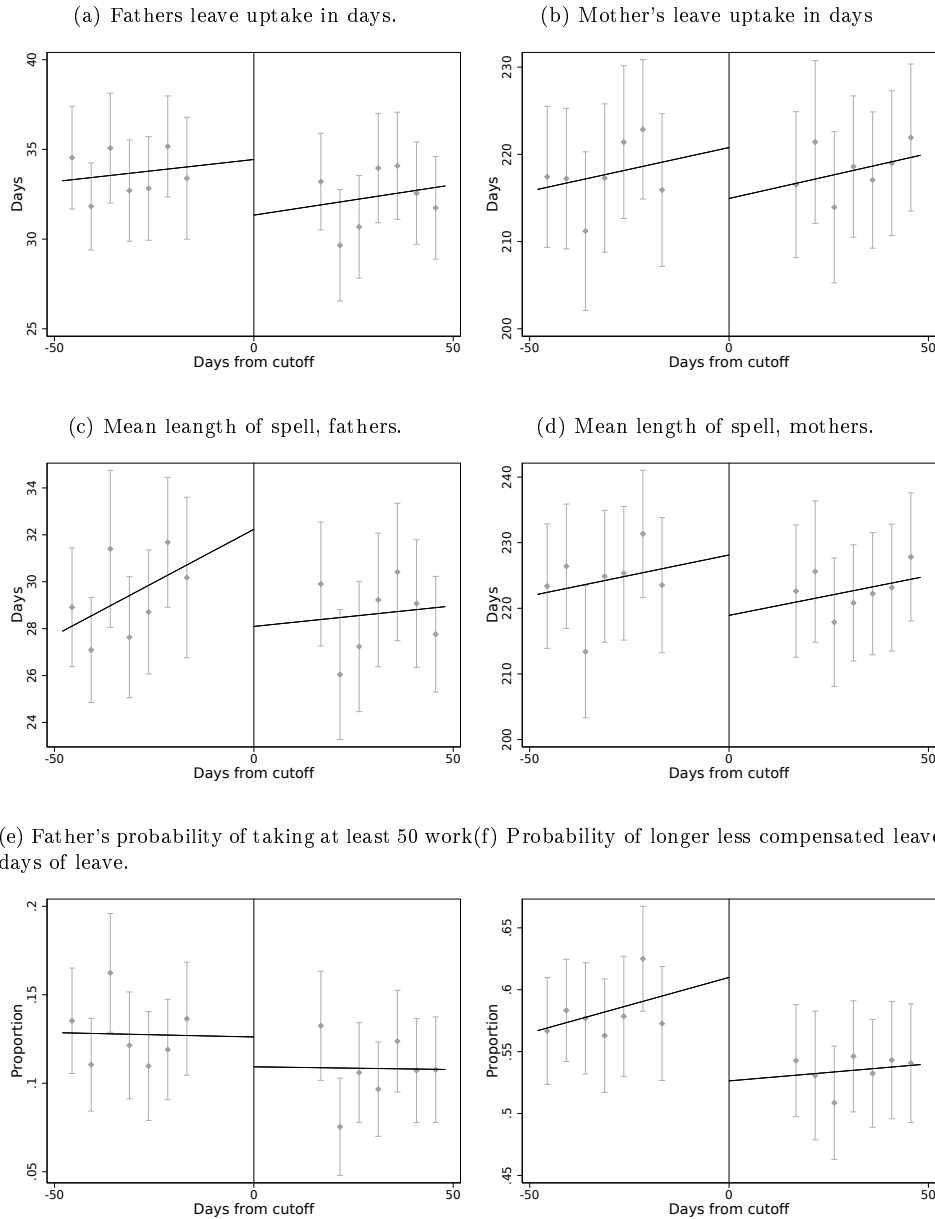 (a) Fathers leave uptake in days.
40
35
30
25
Days
-50 0 50
Days from cutoff
(b) Mother's leave uptake in days
230
220
210
200
Days
-50 0 50
Days from cutoff
(c) Mean leangth of spell, fathers.
34
32
30
28
26
24
Days
-50 0 50
Days from cutoff
(d) Mean length of spell, mothers.
240
230
220
210
200
Days
-50 0 50
Days from cutoff
(e) Father's probability of taking at least 50 work
days of leave.
.2
.15
.1
.05
Proportion
-50 0 50
Days from cutoff
(f) Probability of longer less compensated leave
.65
.6
.55
.5
.45
Proportion
-50 0 50
Days from cutoff